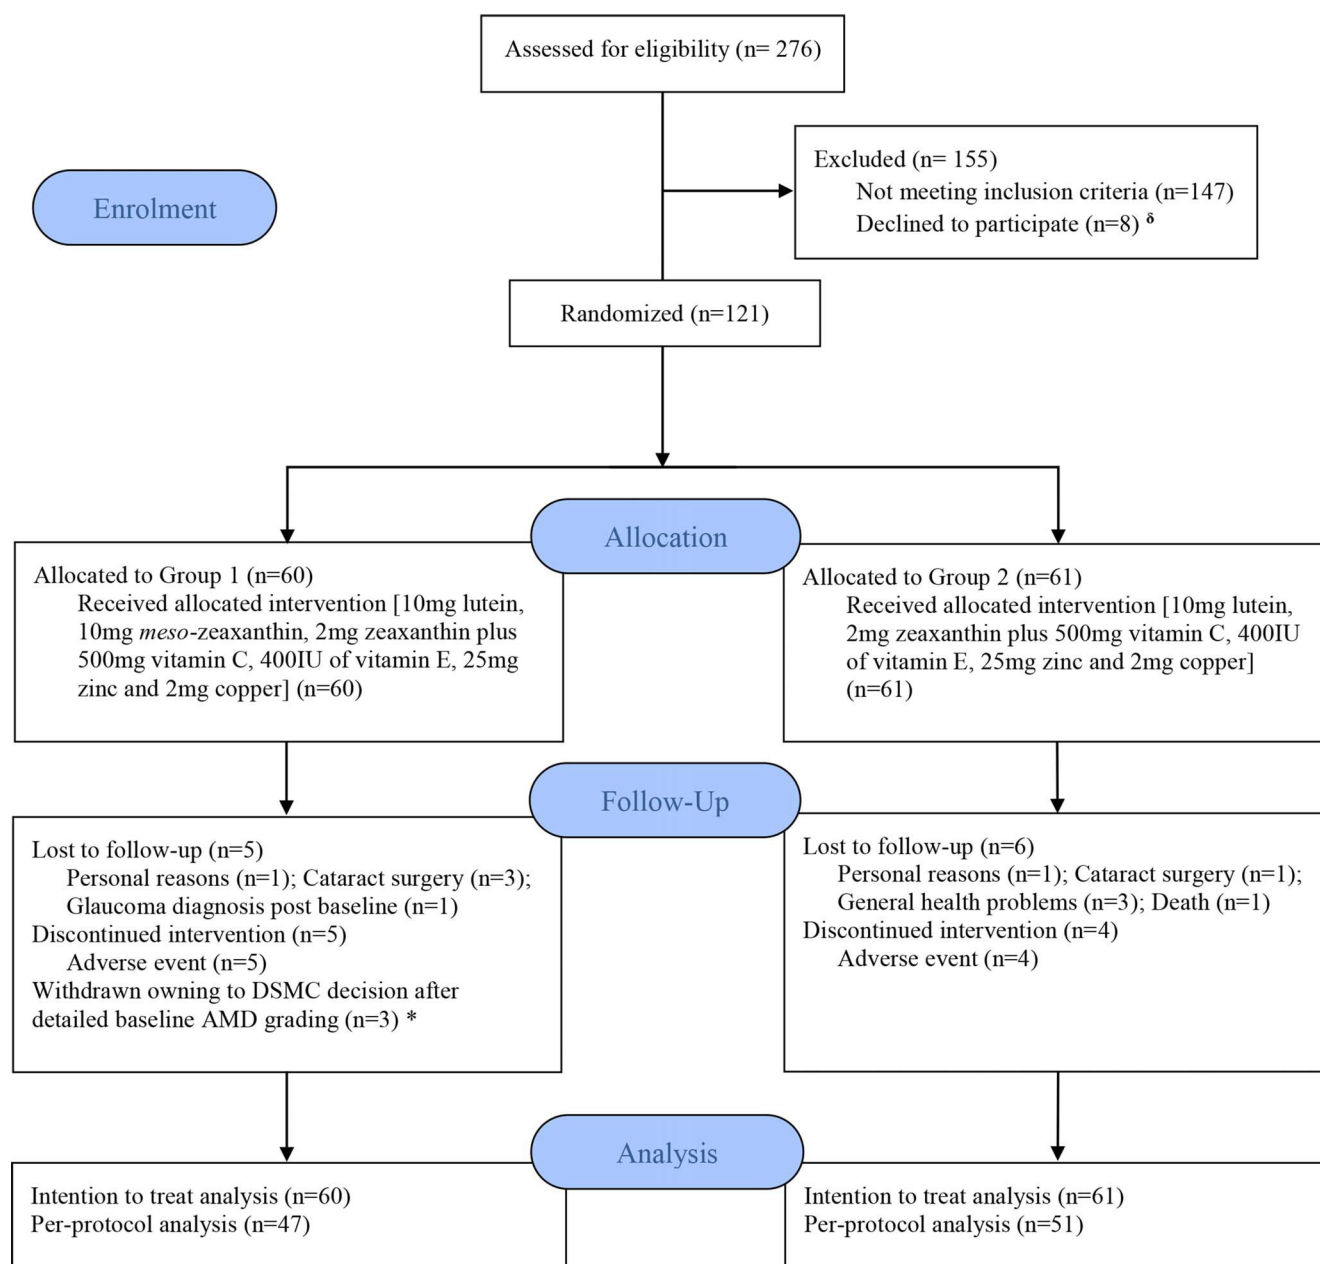 Assessed for eligibility (n= 276)
Excluded (n= 155)
Not meeting inclusion criteria (n=147)
Declined to participate (n=8) δ
Enrolment
Randomized (n=121)
Allocation
Allocated to Group 1 (n=60)
Received allocated intervention [10mg lutein,
10mg meso-zeaxanthin, 2mg zeaxanthin plus
500mg vitamin C, 400IU of vitamin E, 25mg
zinc and 2mg copper] (n=60)
Allocated to Group 2 (n=61)
Received allocated intervention [10mg lutein,
2mg zeaxanthin plus 500mg vitamin C, 400IU
of vitamin E, 25mg zinc and 2mg copper]
(n=61)
Follow-Up
Lost to follow-up (n=5)
Personal reasons (n=1); Cataract surgery (n=3);
Glaucoma diagnosis post baseline (n=1)
Discontinued intervention (n=5)
Adverse event (n=5)
Withdrawn owning to DSMC decision after
detailed baseline AMD grading (n=3) *
Lost to follow-up (n=6)
Personal reasons (n=1); Cataract surgery (n=1);
General health problems (n=3); Death (n=1)
Discontinued intervention (n=4)
Adverse event (n=4)
Analysis
Intention to treat analysis (n=60)
Per-protocol analysis (n=47)
Intention to treat analysis (n=61)
Per-protocol analysis (n=51)